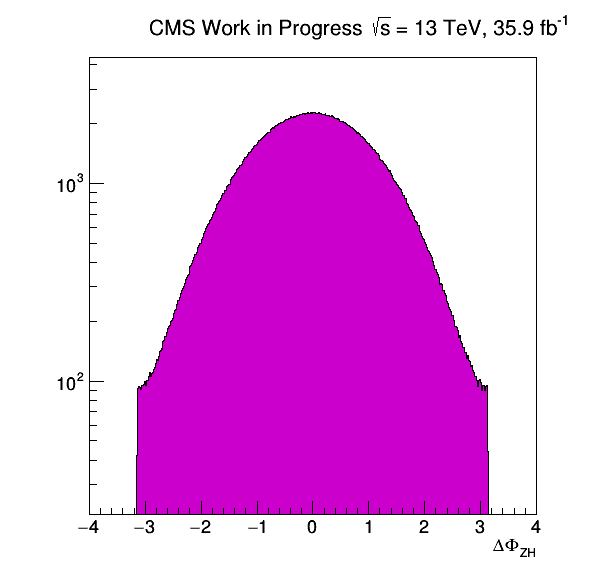 CMS Work in Progress √s = 13 TeV, 35.9 fb⁻¹
10³
10²
−4 −3 −2 −1 0 1 2 3 4
ΔΦ_ZH